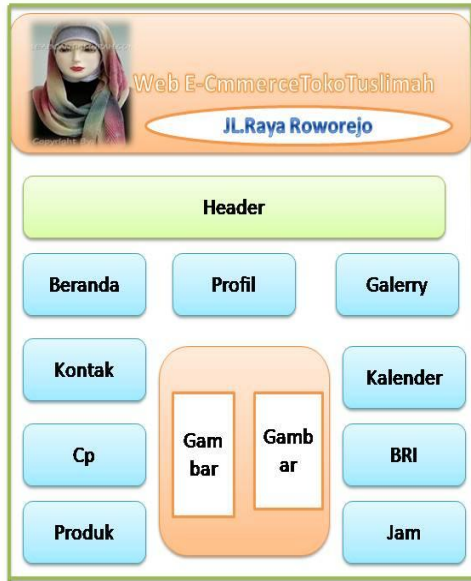 Web E-CmmerceTokoTuslimah
JL.Raya Roworejo
Header
Beranda
Profil
Galerry
Kontak
Kalender
Gam
bar
Gamb
ar
Cp
BRI
Produk
Jam